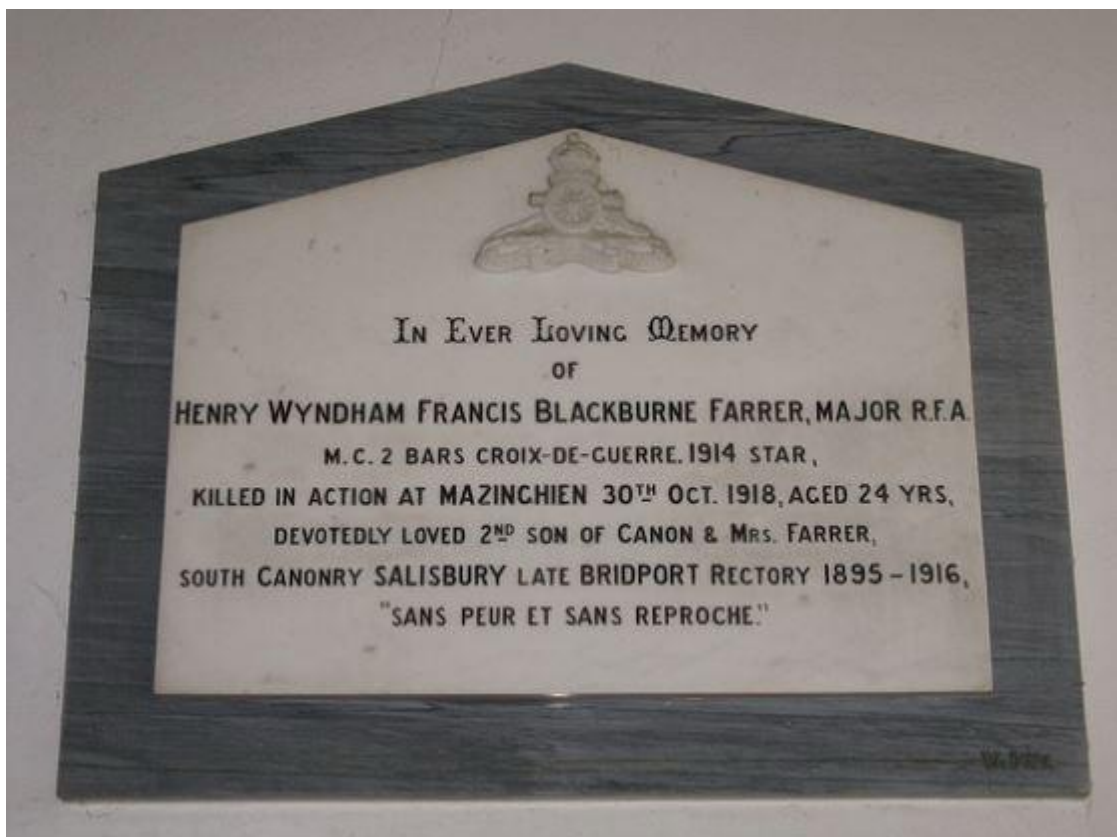 In Ever Loving Memory
OF
HENRY WYNDHAM FRANCIS BLACKBURNE FARRER, MAJOR R.F.A.
M.C. 2 BARS CROIX-DE-GUERRE. 1914 STAR,
KILLED IN ACTION AT MAZINGHIEN 30TH OCT. 1918, AGED 24 YRS,
DEVOTEDLY LOVED 2ND SON OF CANON & MRS. FARRER,
SOUTH CANONRY SALISBURY LATE BRIDPORT RECTORY 1895-1916,
"SANS PEUR ET SANS REPROCHE."